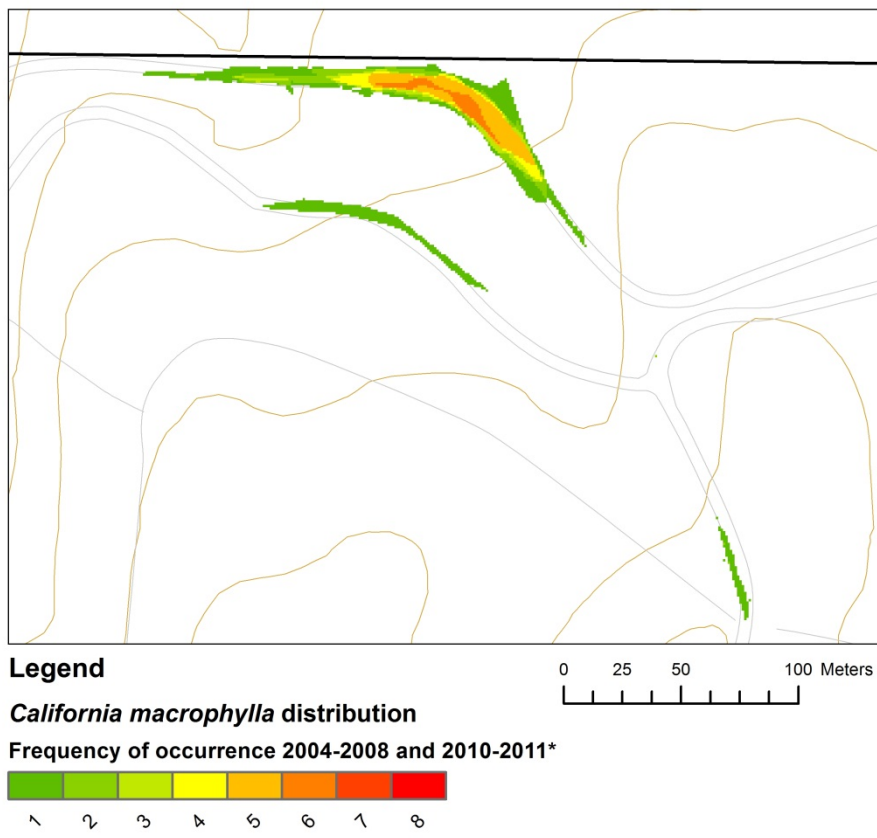 Legend
0 25 50 100 Meters
California macrophylla distribution
Frequency of occurrence 2004-2008 and 2010-2011*
1 2 3 4 5 6 7 8